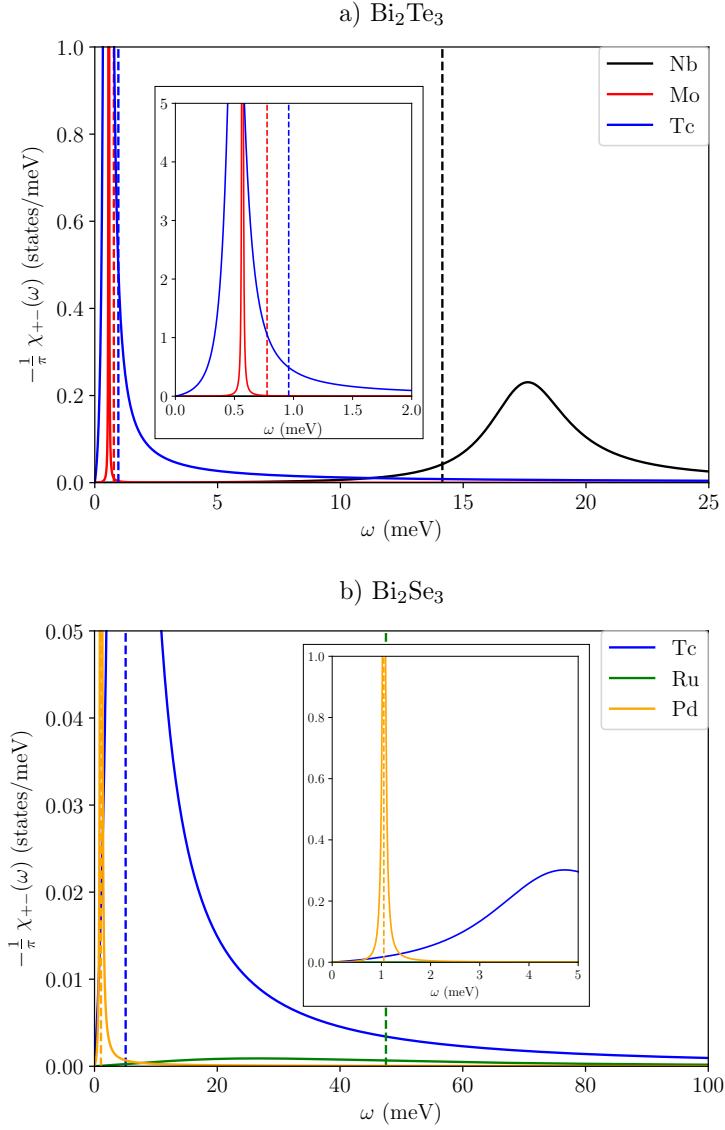 a) Bi₂Te₃
1.0
0.8
0.6
0.4
0.2
0.0
−1/π χ₊₋(ω) (states/meV)
Nb
Mo
Tc
5
4
3
2
1
0
0.0 0.5 1.0 1.5 2.0
ω (meV)
0 5 10 15 20 25
ω (meV)
b) Bi₂Se₃
0.05
0.04
0.03
0.02
0.01
0.00
−1/π χ₊₋(ω) (states/meV)
Tc
Ru
Pd
1.0
0.8
0.6
0.4
0.2
0.0
0 1 2 3 4 5
ω (meV)
0 20 40 60 80 100
ω (meV)